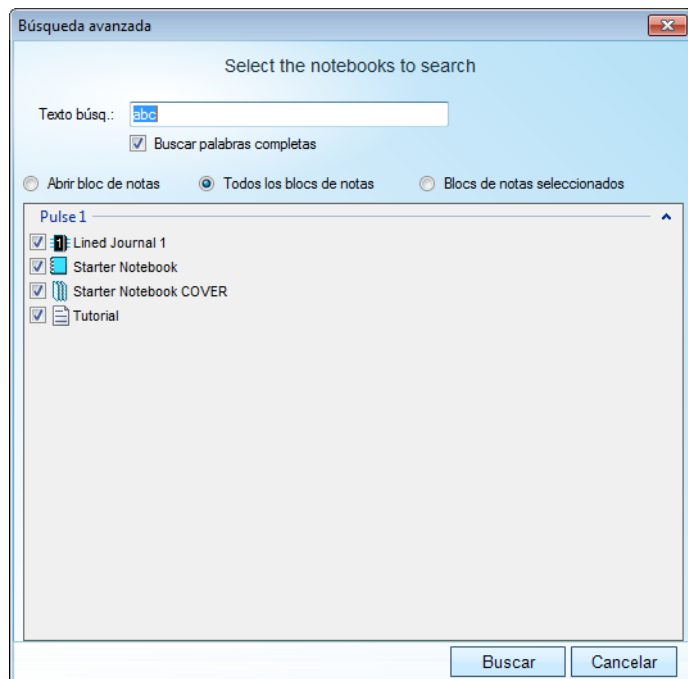 Búsqueda avanzada
Select the notebooks to search
Texto búsq.: abc
Buscar palabras completas
Abrir bloc de notas Todos los blocs de notas Blocs de notas seleccionados
Pulse 1
1 Lined Journal 1
Starter Notebook
Starter Notebook COVER
Tutorial
Buscar Cancelar